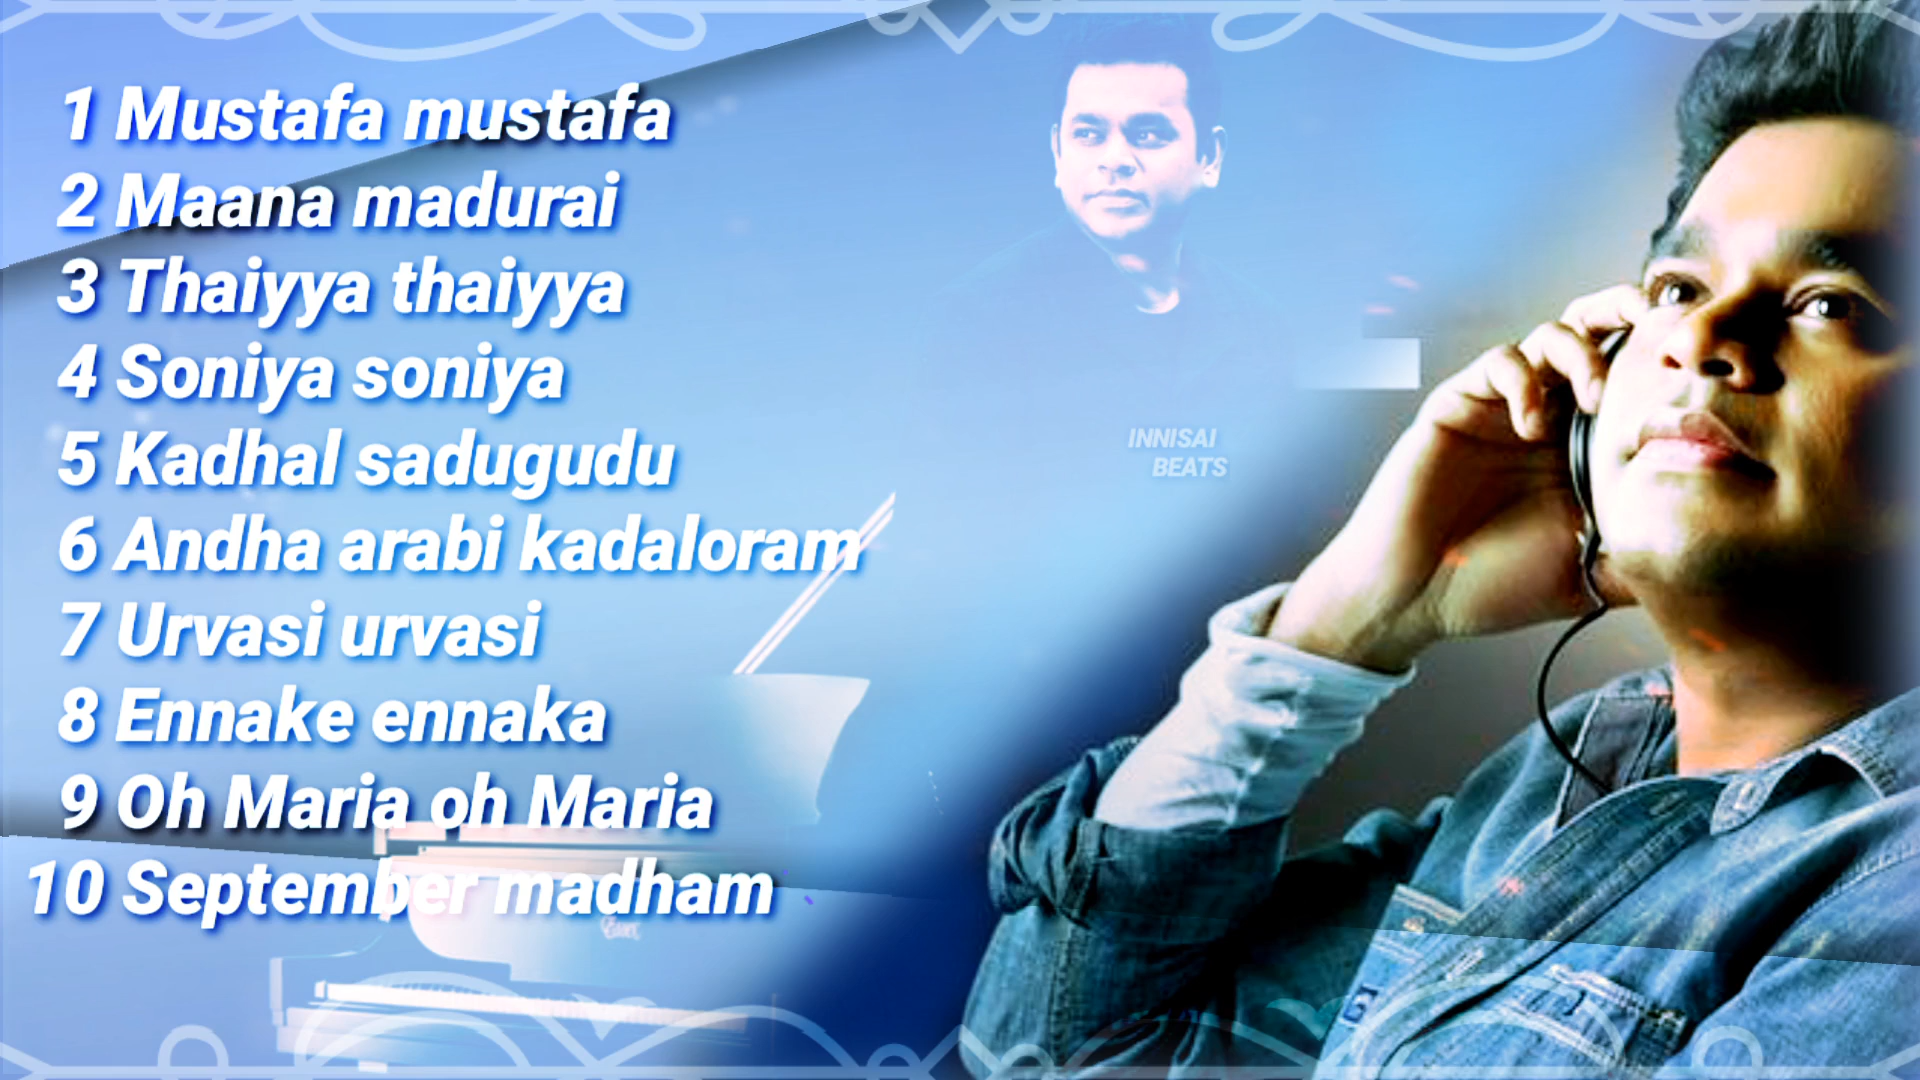 1 Mustafa mustafa
2 Maana madurai
3 Thaiyya thaiyya
4 Soniya soniya
5 Kadhal sadugudu
6 Andha arabi kadaloram
7 Urvasi urvasi
8 Ennake ennaka
9 Oh Maria oh Maria
10 September madham
INNISAI
BEATS